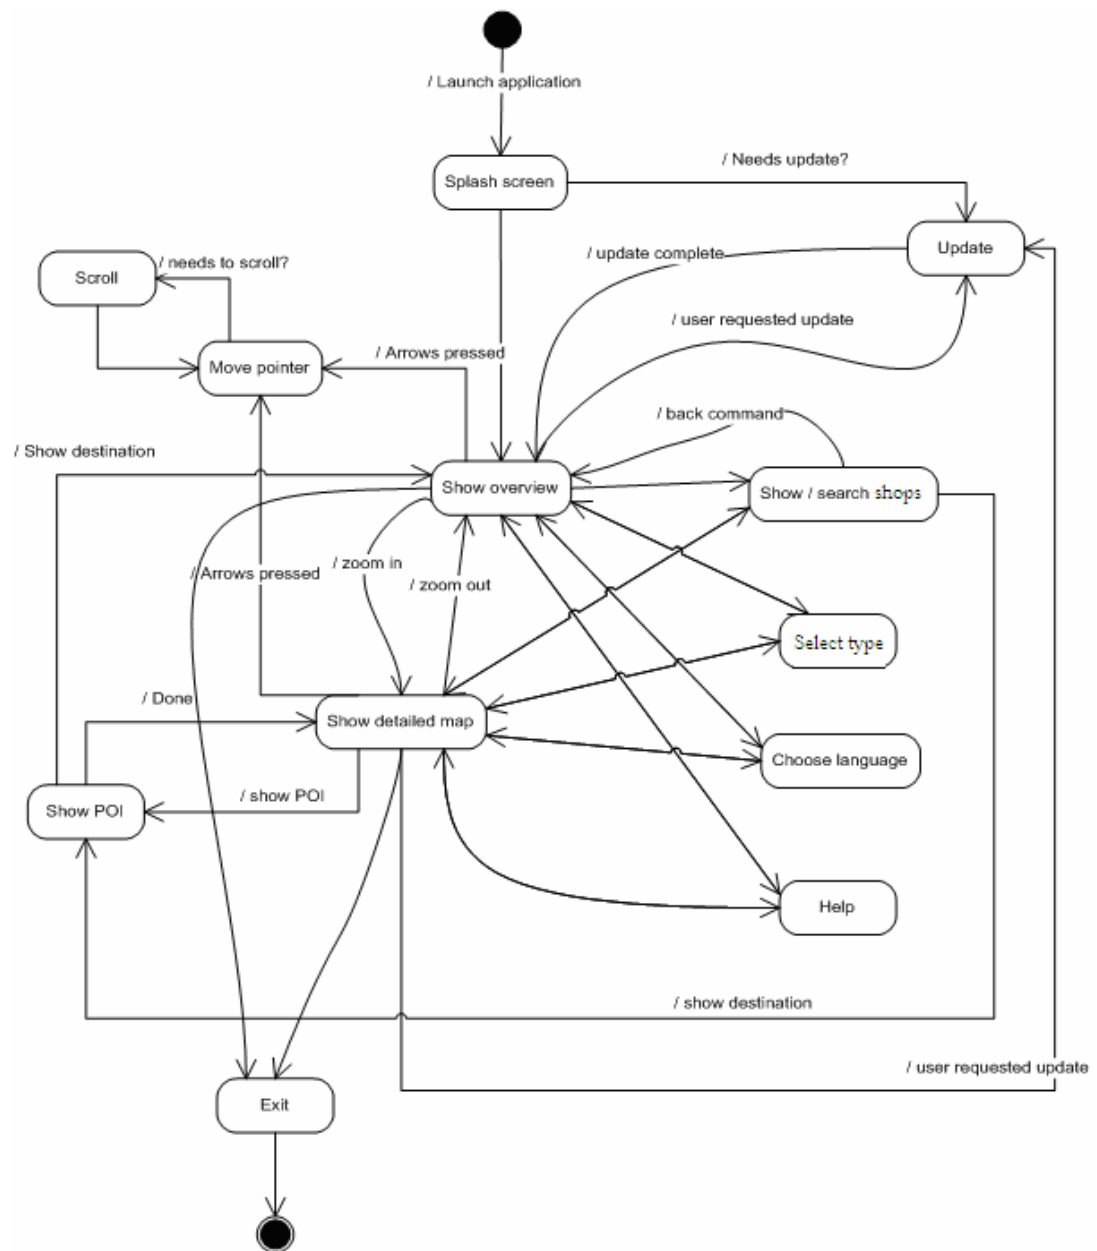 / Launch application
/ Needs update?
Splash screen
/ update complete
Update
/ needs to scroll?
Scroll
/ user requested update
/ Arrows pressed
Move pointer
/ back command
/ Show destination
Show overview
Show / search shops
/ zoom in
/ Arrows pressed
/ zoom out
Select type
/ Done
Show detailed map
Choose language
/ show POI
Show POI
Help
/ show destination
/ user requested update
Exit